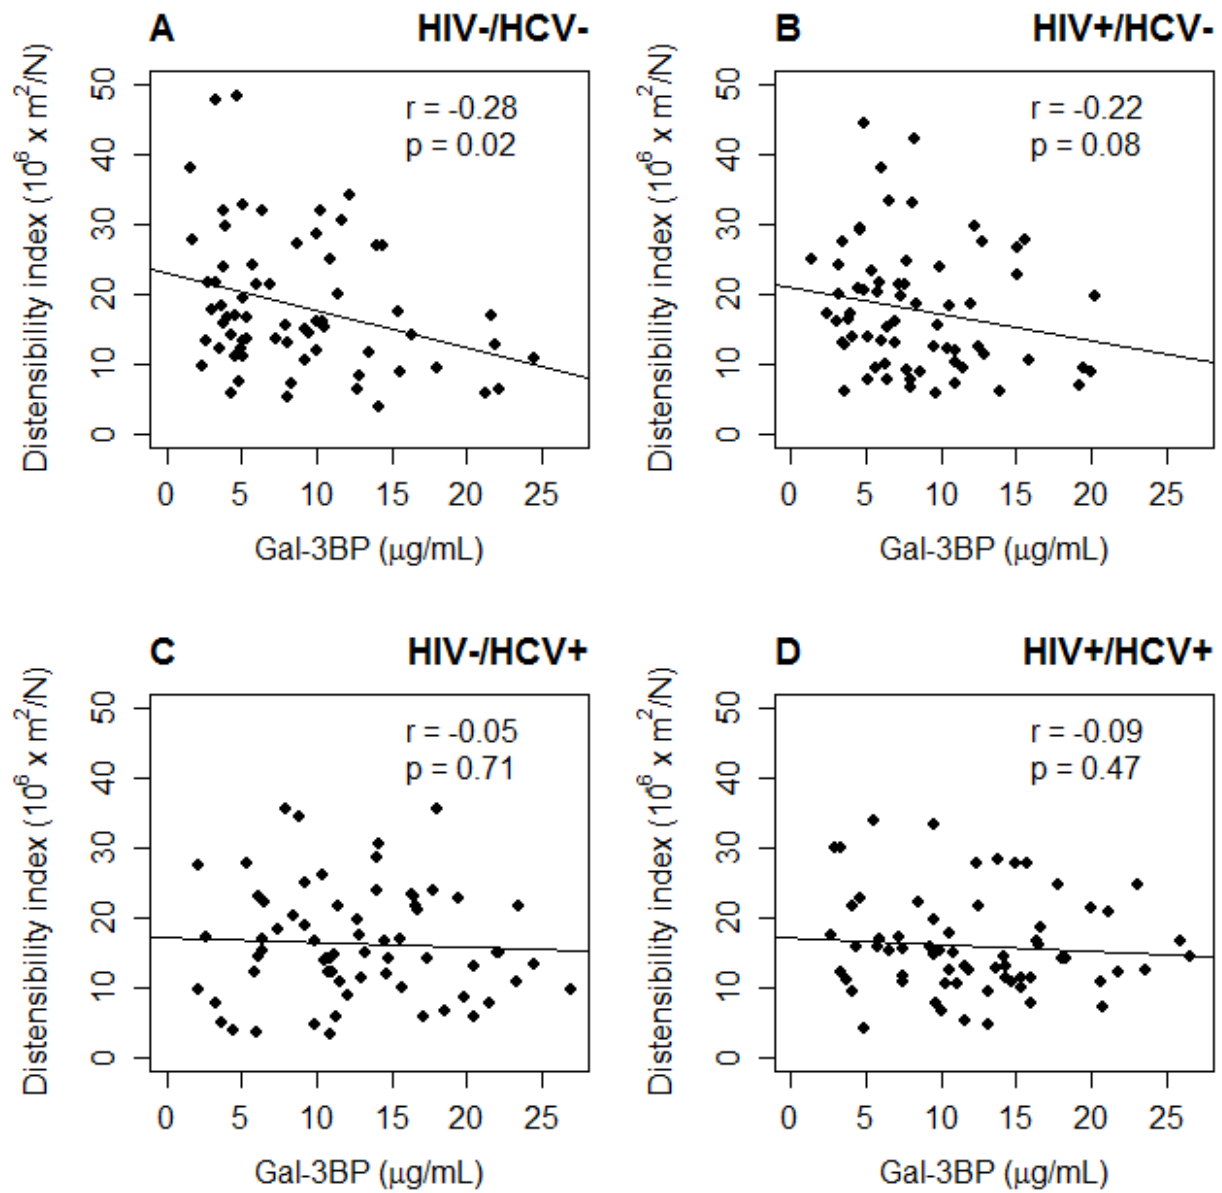 A HIV-/HCV-
Distensibility index (10⁶ x m²/N)
50
40
30
20
10
0
r = -0.28
p = 0.02
0 5 10 15 20 25
Gal-3BP (μg/mL)
B HIV+/HCV-
Distensibility index (10⁶ x m²/N)
50
40
30
20
10
0
r = -0.22
p = 0.08
0 5 10 15 20 25
Gal-3BP (μg/mL)
C HIV-/HCV+
Distensibility index (10⁶ x m²/N)
50
40
30
20
10
0
r = -0.05
p = 0.71
0 5 10 15 20 25
Gal-3BP (μg/mL)
D HIV+/HCV+
Distensibility index (10⁶ x m²/N)
50
40
30
20
10
0
r = -0.09
p = 0.47
0 5 10 15 20 25
Gal-3BP (μg/mL)